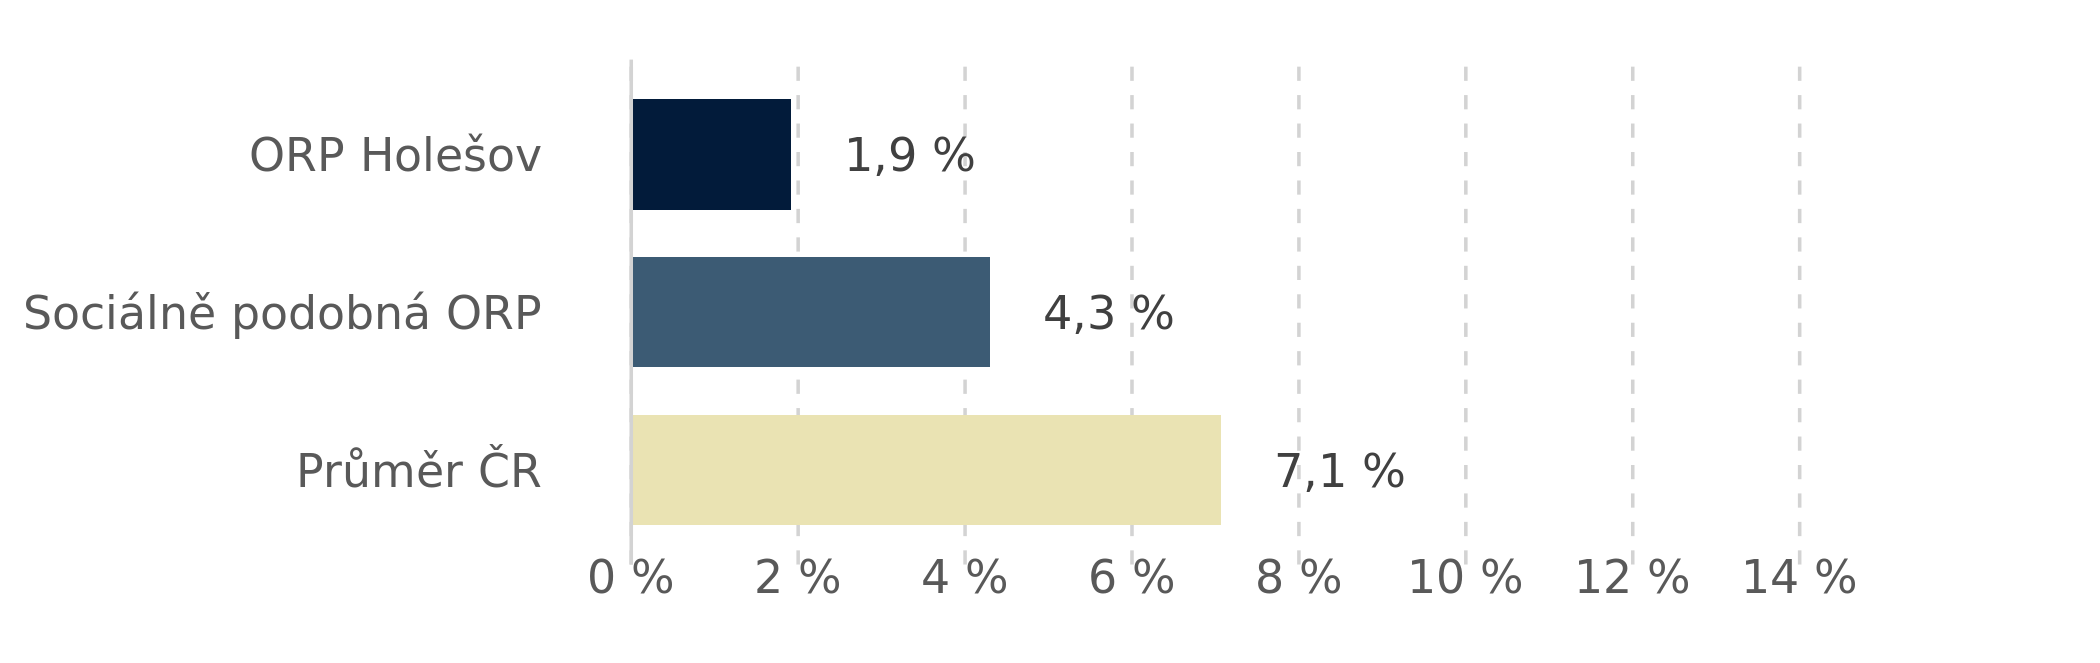 ORP Holešov 1,9 %
Sociálně podobná ORP 4,3 %
Průměr ČR 7,1 %
0 % 2 % 4 % 6 % 8 % 10 % 12 % 14 %